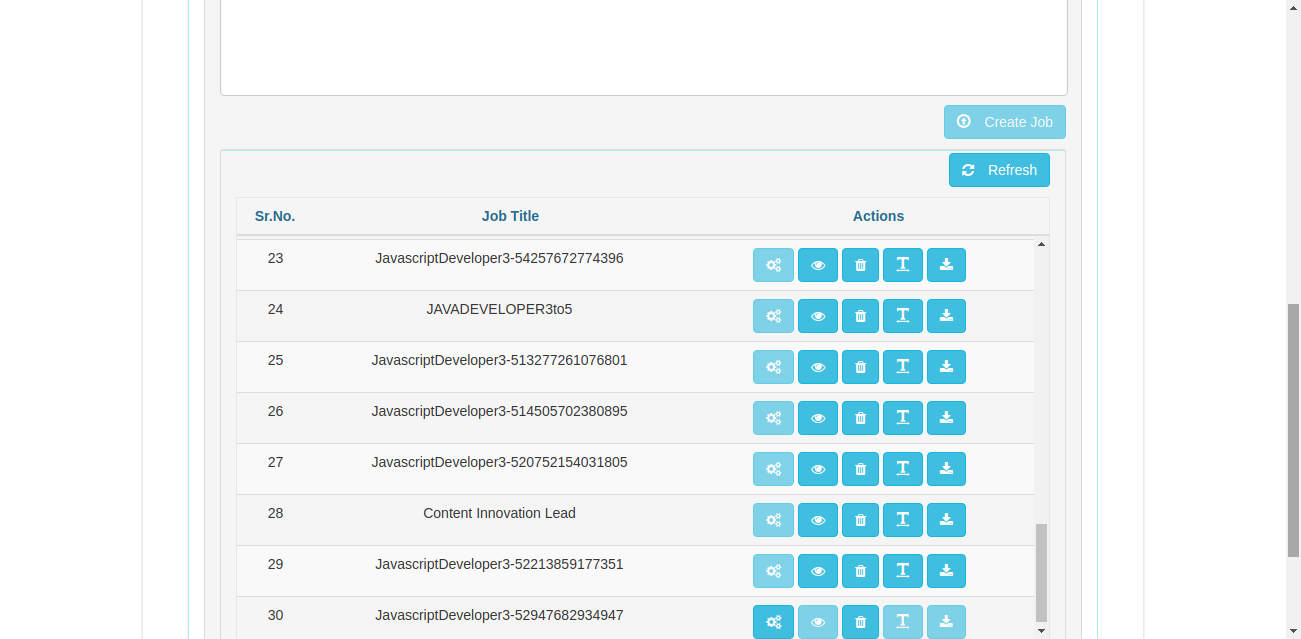 Create Job
Refresh
Sr.No. Job Title Actions
23 JavascriptDeveloper3-54257672774396
24 JAVADEVELOPER3to5
25 JavascriptDeveloper3-513277261076801
26 JavascriptDeveloper3-514505702380895
27 JavascriptDeveloper3-520752154031805
28 Content Innovation Lead
29 JavascriptDeveloper3-52213859177351
30 JavascriptDeveloper3-52947682934947